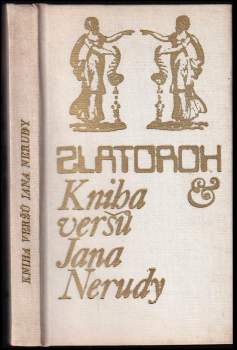 ZLATOROH
&
Kniha
veršů
Jana
Nerudy
KNIHA VERŠŮ JANA NERUDY